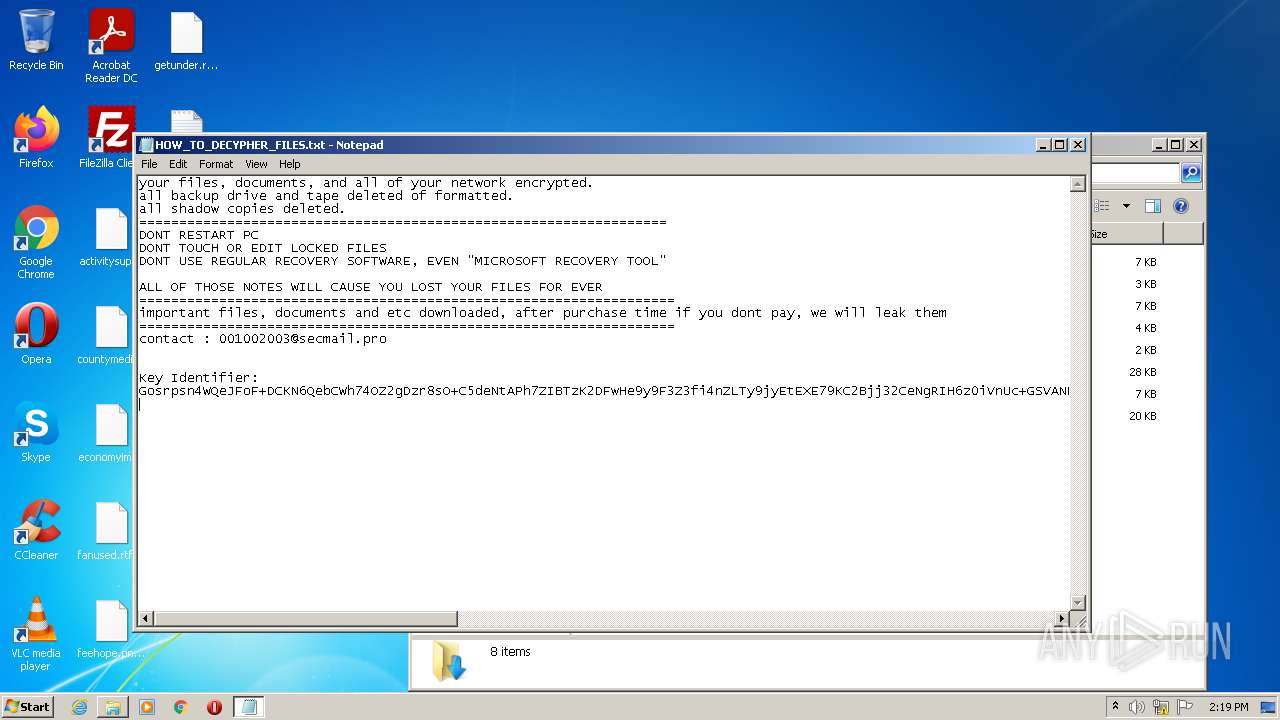 Recycle Bin
Acrobat
Reader DC
getunder.r...
Firefox
FileZilla Clie
Google
Chrome
activitysup
Opera
countymedi
Skype
economyim
CCleaner
fanused.rtf
VLC media
player
feehope.pn...
HOW_TO_DECYPHER_FILES.txt - Notepad
File Edit Format View Help
your files, documents, and all of your network encrypted.
all backup drive and tape deleted of formatted.
all shadow copies deleted.
==================================================================
DONT RESTART PC
DONT TOUCH OR EDIT LOCKED FILES
DONT USE REGULAR RECOVERY SOFTWARE, EVEN "MICROSOFT RECOVERY TOOL"
ALL OF THOSE NOTES WILL CAUSE YOU LOST YOUR FILES FOR EVER
===================================================================
important files, documents and etc downloaded, after purchase time if you dont pay, we will leak them
===================================================================
contact : 001002003@secmail.pro
Key Identifier:
Size
7 KB
3 KB
7 KB
4 KB
2 KB
28 KB
7 KB
20 KB
8 items
ANY RUN
Start
2:19 PM